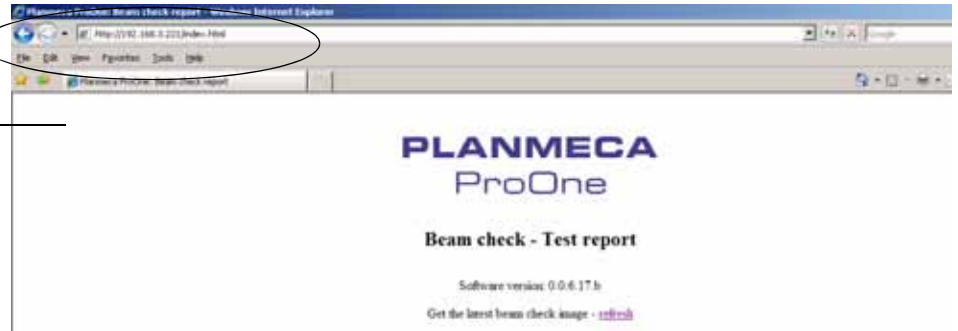 Planmeca ProOne: Beam check report - Windows Internet Explorer
http://192.168.3.221/index.html
File Edit View Favorites Tools Help
Planmeca ProOne: Beam check report
PLANMECA
ProOne
Beam check - Test report
Software version: 0.0.6.17.b
Get the latest beam check image - refresh